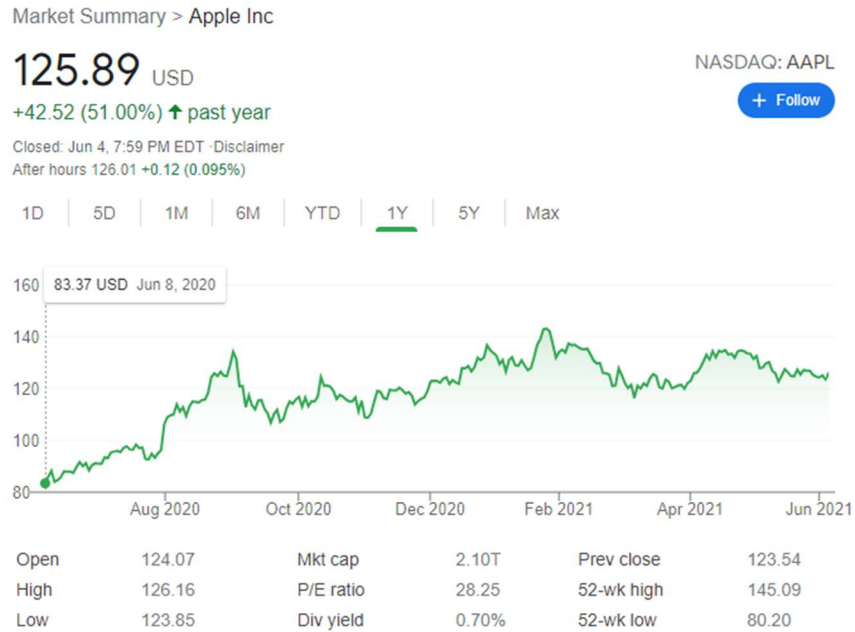 Market Summary > Apple Inc
125.89 USD
NASDAQ: AAPL
+ Follow
+42.52 (51.00%) ↑ past year
Closed: Jun 4, 7:59 PM EDT ·Disclaimer
After hours 126.01 +0.12 (0.095%)
1D 5D 1M 6M YTD 1Y 5Y Max
83.37 USD Jun 8, 2020
160
140
120
100
80
Aug 2020 Oct 2020 Dec 2020 Feb 2021 Apr 2021 Jun 2021
Open 124.07 Mkt cap 2.10T Prev close 123.54
High 126.16 P/E ratio 28.25 52-wk high 145.09
Low 123.85 Div yield 0.70% 52-wk low 80.20